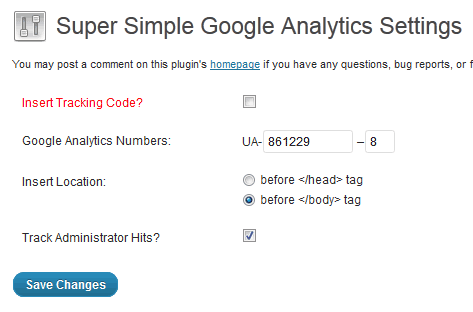 Super Simple Google Analytics Settings
You may post a comment on this plugin's homepage if you have any questions, bug reports, or
Insert Tracking Code?
Google Analytics Numbers: UA- 861229 – 8
Insert Location: before </head> tag
before </body> tag
Track Administrator Hits?
Save Changes